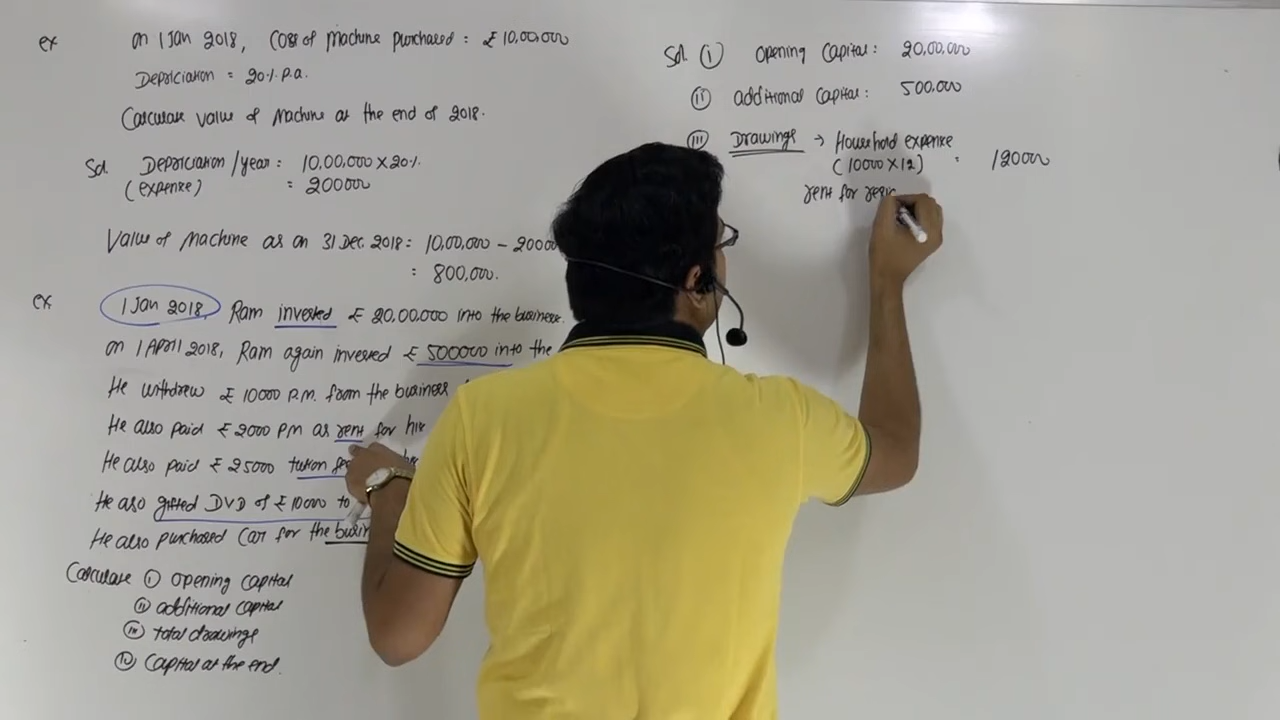 ex on 1 Jan 2018, Cost of Machine purchased : ₹ 10,00,000
Depriciation = 20% p.a.
Calculate value of Machine at the end of 2018.
Sol. Depriciation / year : 10,00,000 × 20%
(expense) = 200000
Value of Machine as on 31 Dec. 2018 : 10,00,000 - 20000
: 800,000.
ex 1 Jan 2018, Ram invested ₹ 20,00,000 into the business.
on 1 April 2018, Ram again invested ₹ 500000 into the
He withdrew ₹ 10000 P.M. from the business
He also paid ₹ 2000 PM as rent for his
He also paid ₹ 25000 tution
He also gifted DVD of ₹ 10000 to
He also purchased Car for the
Calculate (i) opening capital
(ii) additional capital
(iii) total drawings
(iv) Capital at the end.
Sol. (i) opening Capital : 20,00,000
(ii) additional Capital : 500,000
(iii) Drawings → Household expense
(10000 × 12) = 120000
rent for